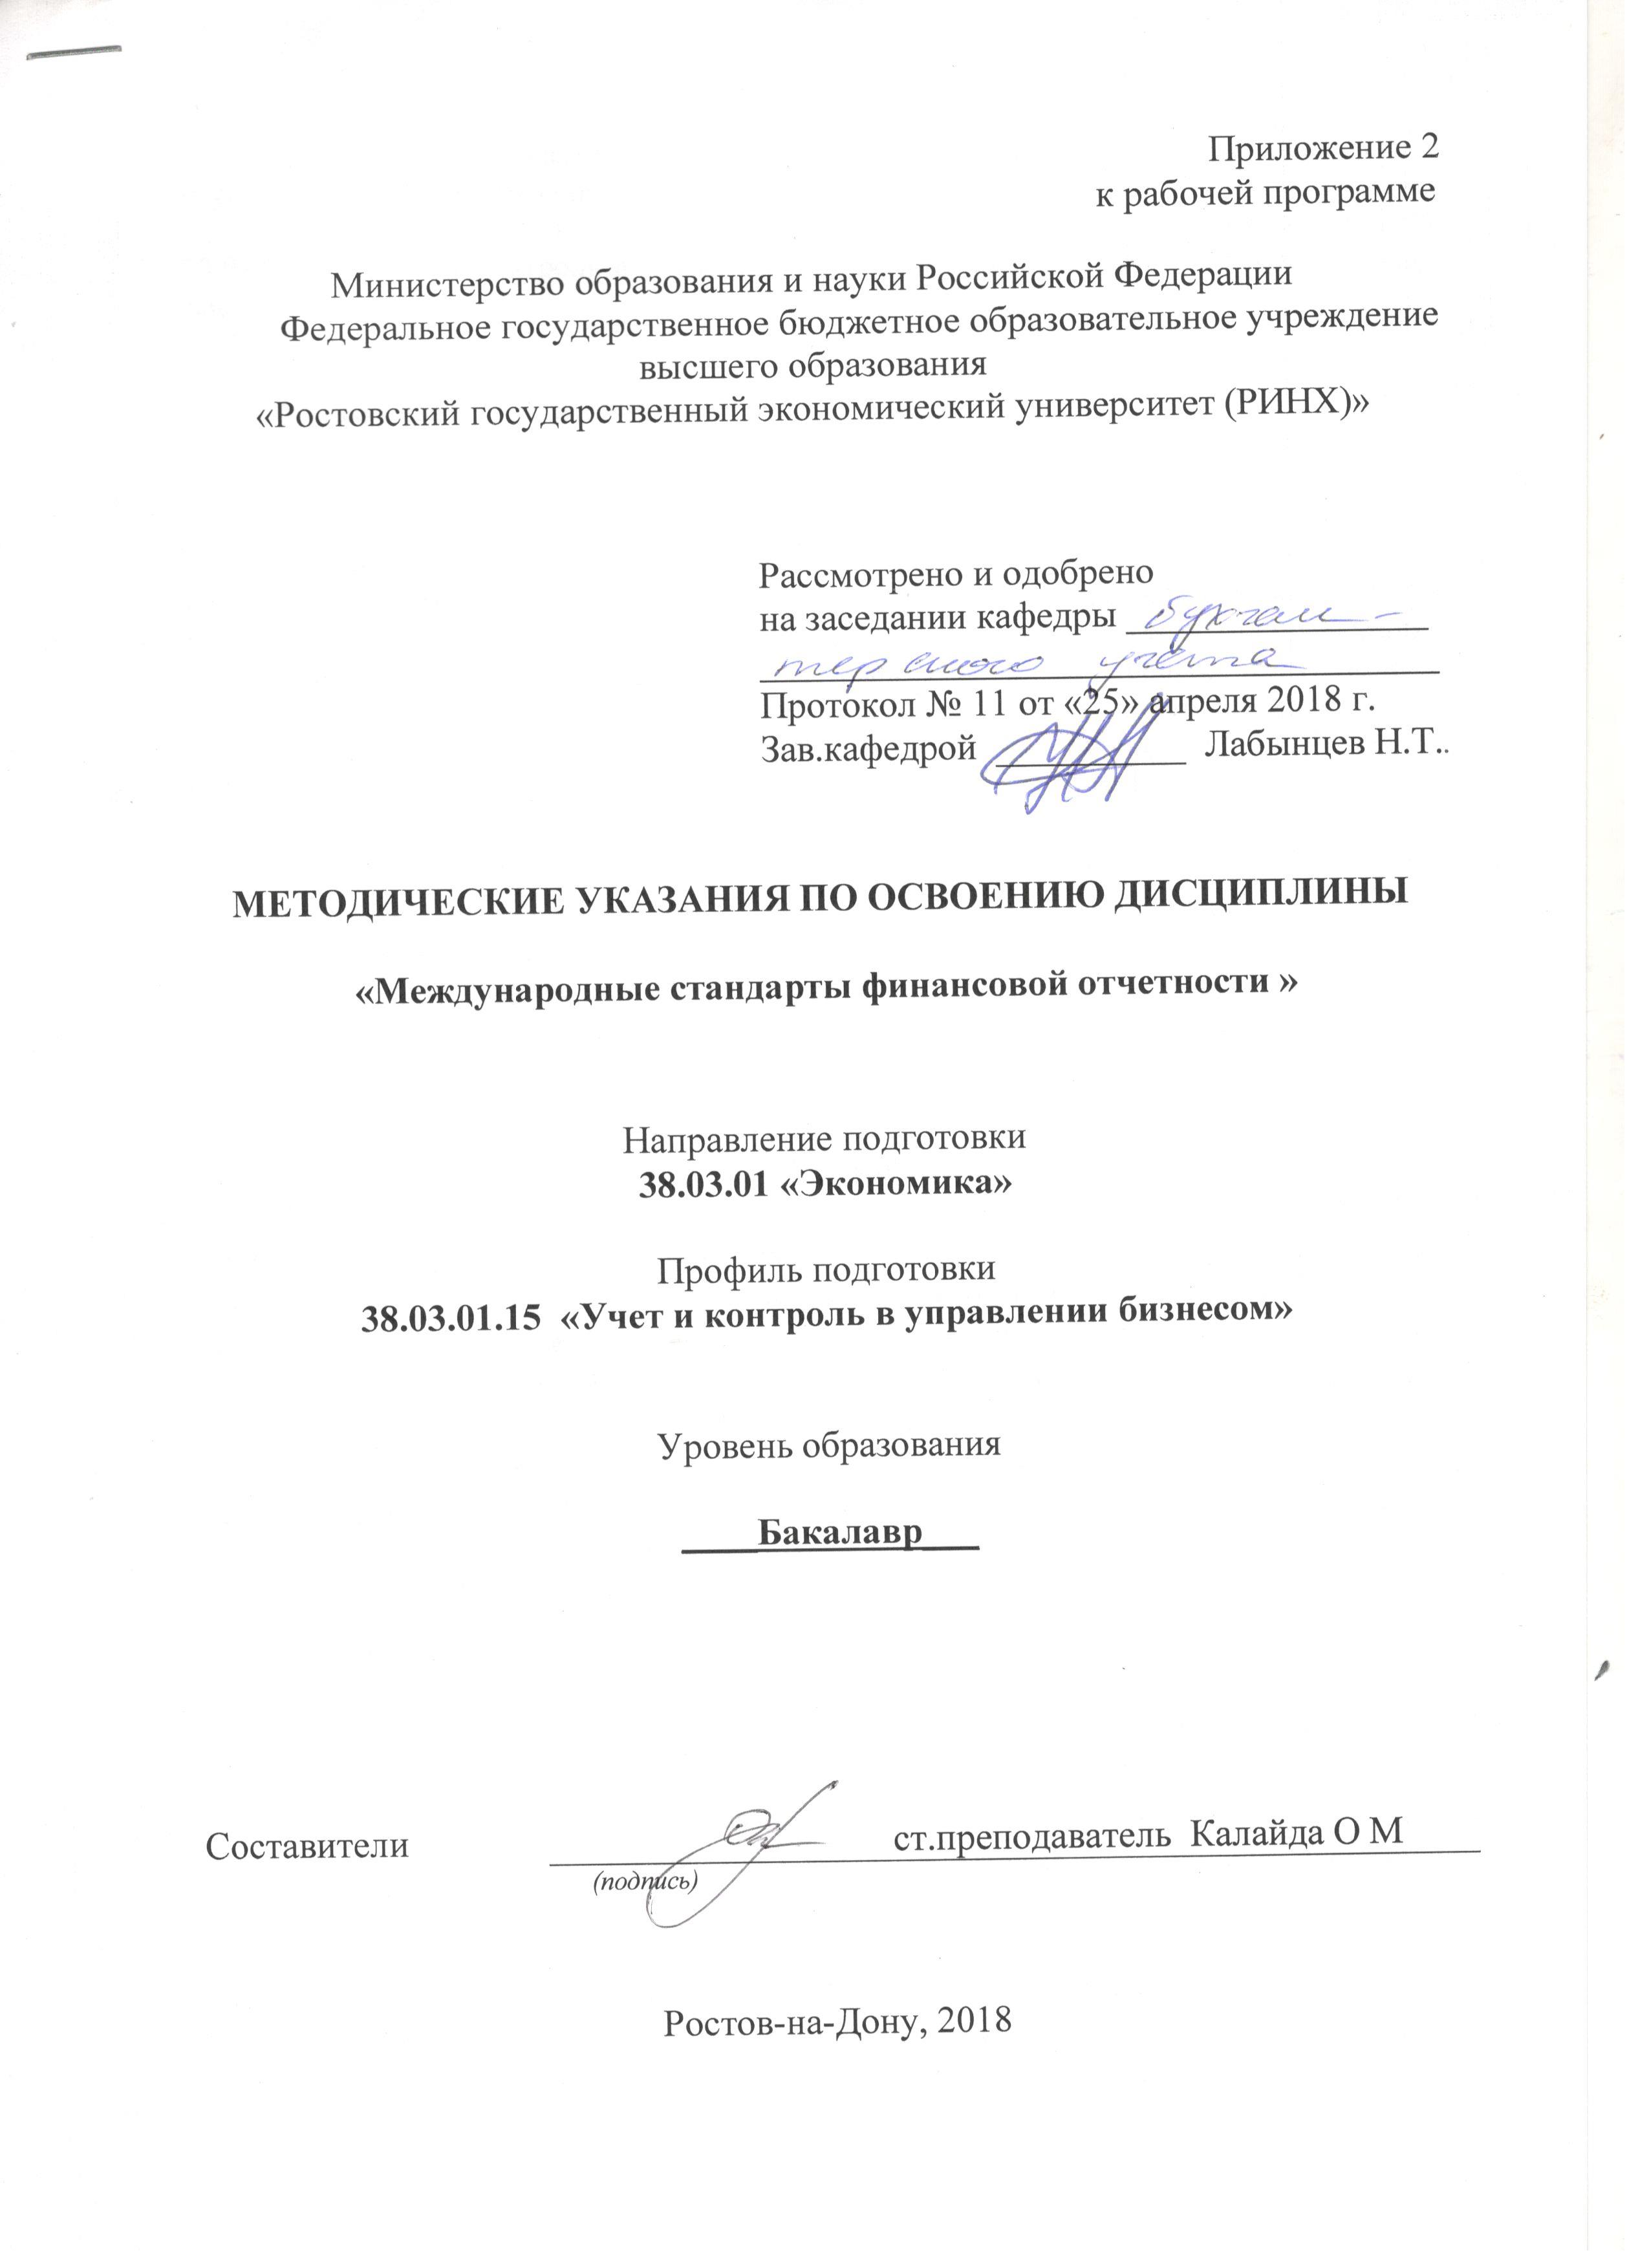 Приложение 2
к рабочей программе
Министерство образования и науки Российской Федерации
Федеральное государственное бюджетное образовательное учреждение
высшего образования
«Ростовский государственный экономический университет (РИНХ)»
Рассмотрено и одобрено
на заседании кафедры бухгал-
терского учета
Протокол № 11 от «25» апреля 2018 г.
Зав.кафедрой Лабынцев Н.Т..
МЕТОДИЧЕСКИЕ УКАЗАНИЯ ПО ОСВОЕНИЮ ДИСЦИПЛИНЫ
«Международные стандарты финансовой отчетности »
Направление подготовки
38.03.01 «Экономика»
Профиль подготовки
38.03.01.15 «Учет и контроль в управлении бизнесом»
Уровень образования
Бакалавр
Составители ст.преподаватель Калайда О М
(подпись)
Ростов-на-Дону, 2018